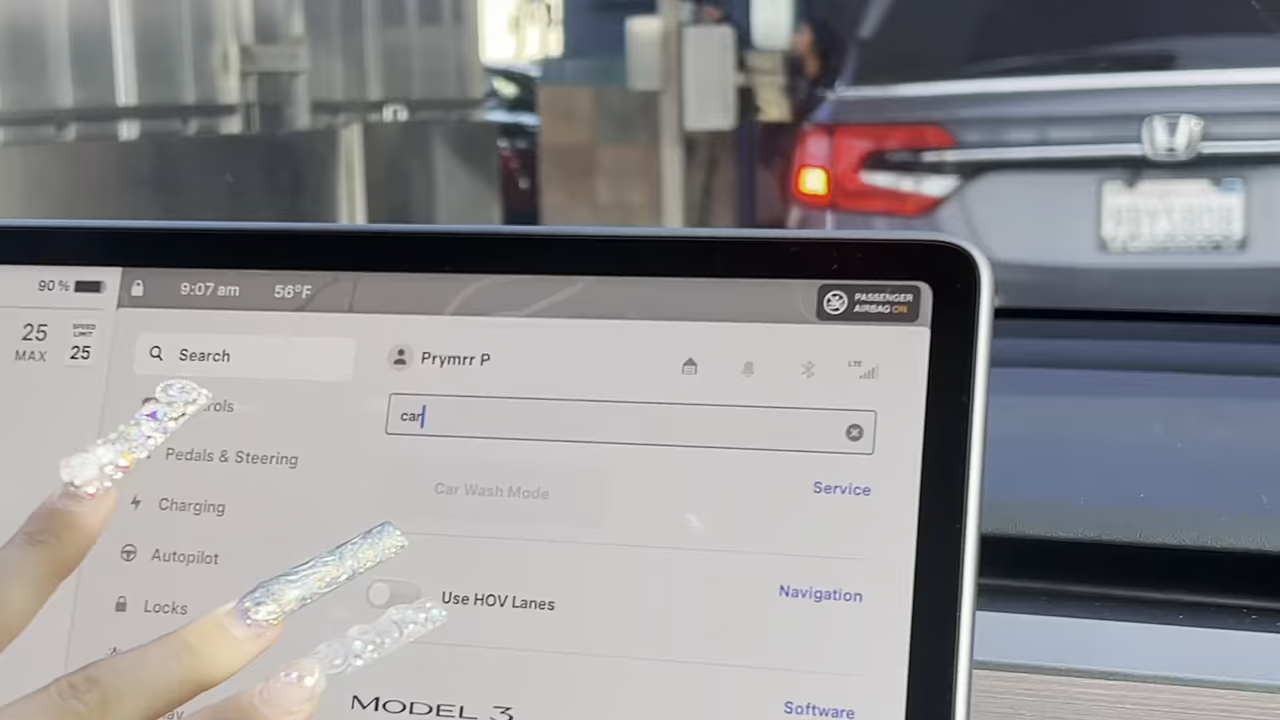 90 %
9:07 am
56°F
PASSENGER
AIRBAG ON
25
MAX
SPEED
LIMIT
25
Search
Prymrr P
LTE
car
Pedals & Steering
Car Wash Mode
Service
Charging
Autopilot
Use HOV Lanes
Navigation
Locks
MODEL 3
Software